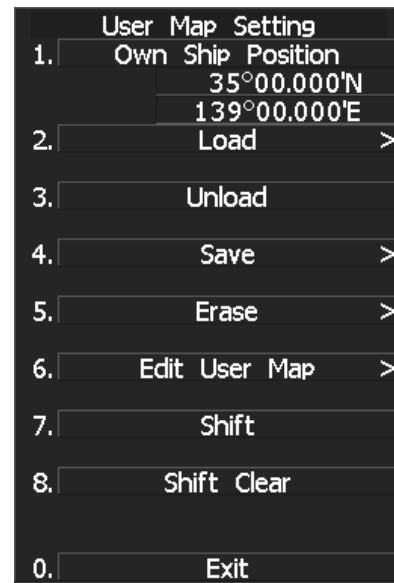 User Map Setting
1. Own Ship Position
35°00.000'N
139°00.000'E
2. Load >
3. Unload
4. Save >
5. Erase >
6. Edit User Map >
7. Shift
8. Shift Clear
0. Exit